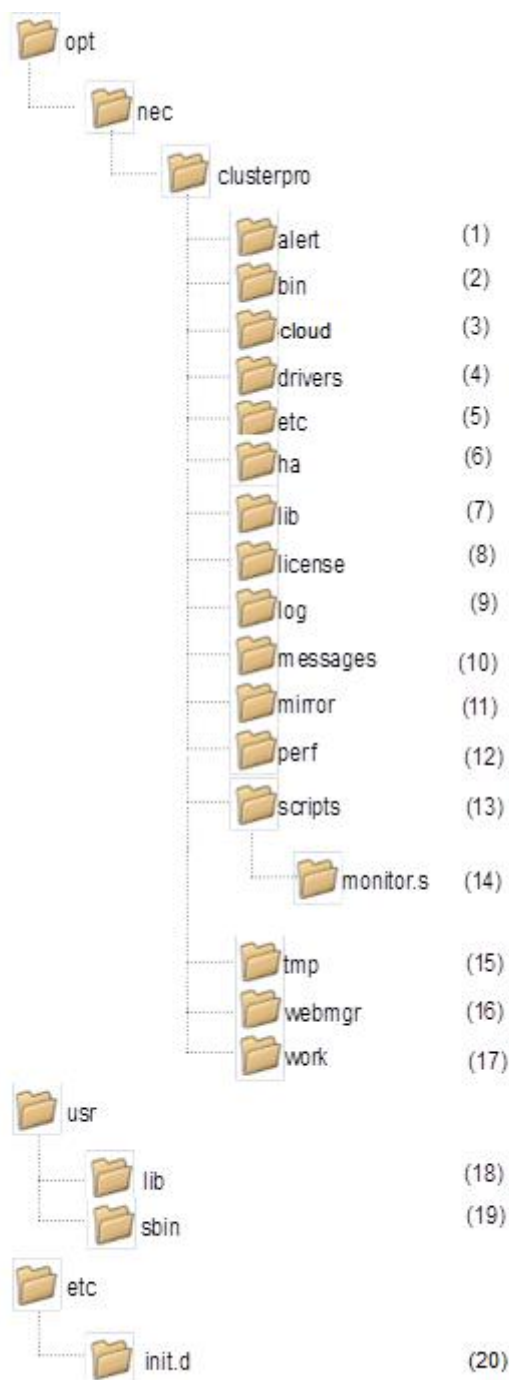 opt
nec
clusterpro
alert (1)
bin (2)
cloud (3)
drivers (4)
etc (5)
ha (6)
lib (7)
license (8)
log (9)
messages (10)
mirror (11)
perf (12)
scripts (13)
monitor.s (14)
tmp (15)
webmgr (16)
work (17)
usr
lib (18)
sbin (19)
etc
init.d (20)